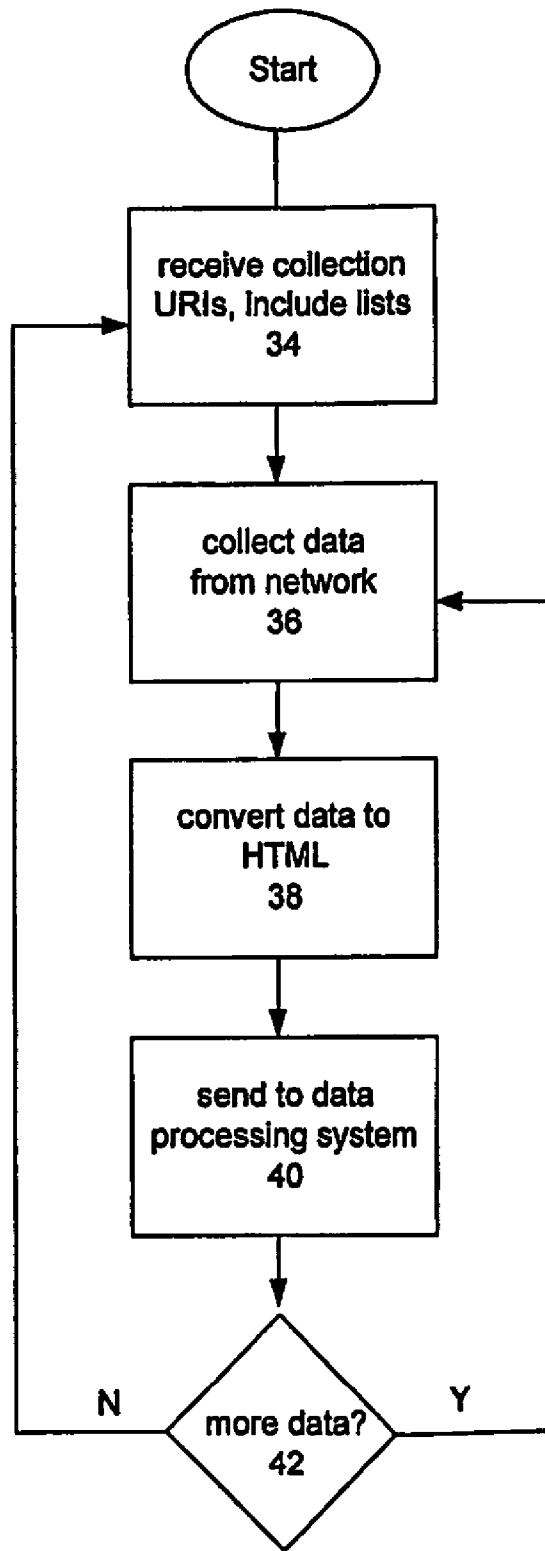 Start
receive collection
URIs, include lists
34
collect data
from network
36
convert data to
HTML
38
send to data
processing system
40
N
Y
more data?
42